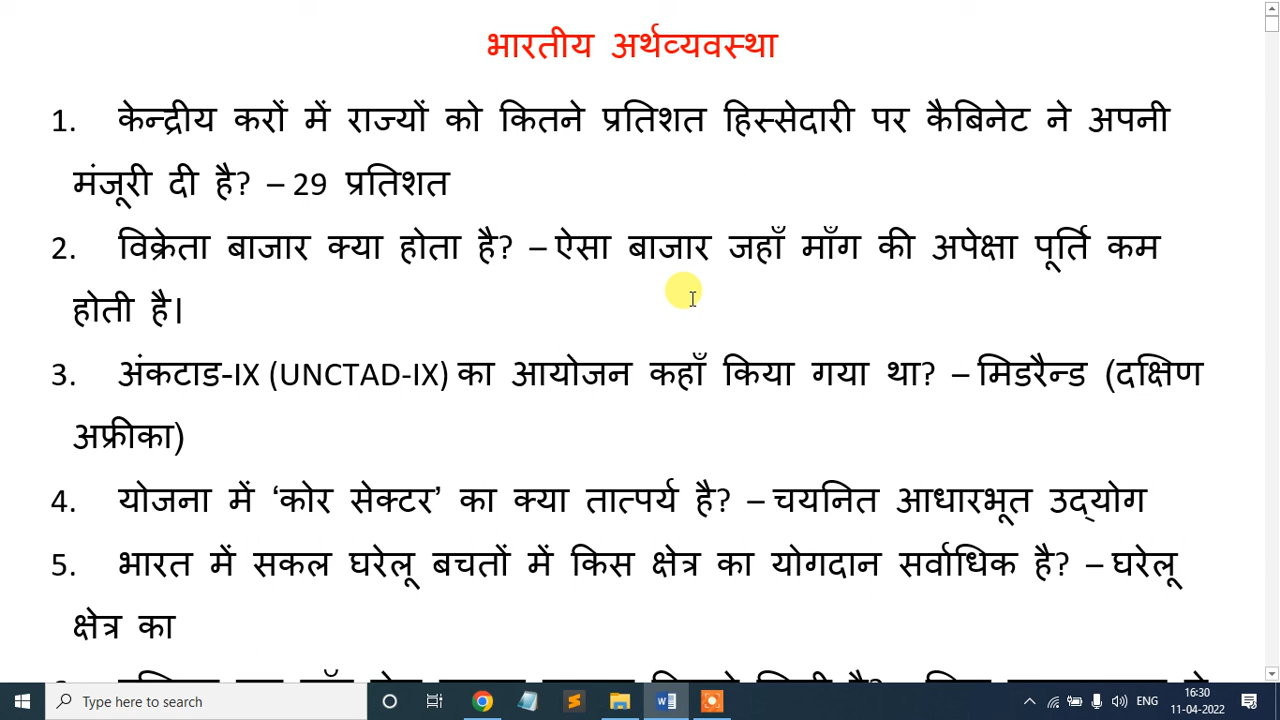 भारतीय अर्थव्यवस्था
1. केन्द्रीय करों में राज्यों को कितने प्रतिशत हिस्सेदारी पर कैबिनेट ने अपनी
मंजूरी दी है? – 29 प्रतिशत
2. विक्रेता बाजार क्या होता है? – ऐसा बाजार जहाँ माँग की अपेक्षा पूर्ति कम
होती है।
3. अंकटाड-IX (UNCTAD-IX) का आयोजन कहाँ किया गया था? – मिडरैन्ड (दक्षिण
अफ्रीका)
4. योजना में ‘कोर सेक्टर’ का क्या तात्पर्य है? – चयनित आधारभूत उद्‌योग
5. भारत में सकल घरेलू बचतों में किस क्षेत्र का योगदान सर्वाधिक है? – घरेलू
क्षेत्र का
Type here to search
ENG
16:30
11-04-2022